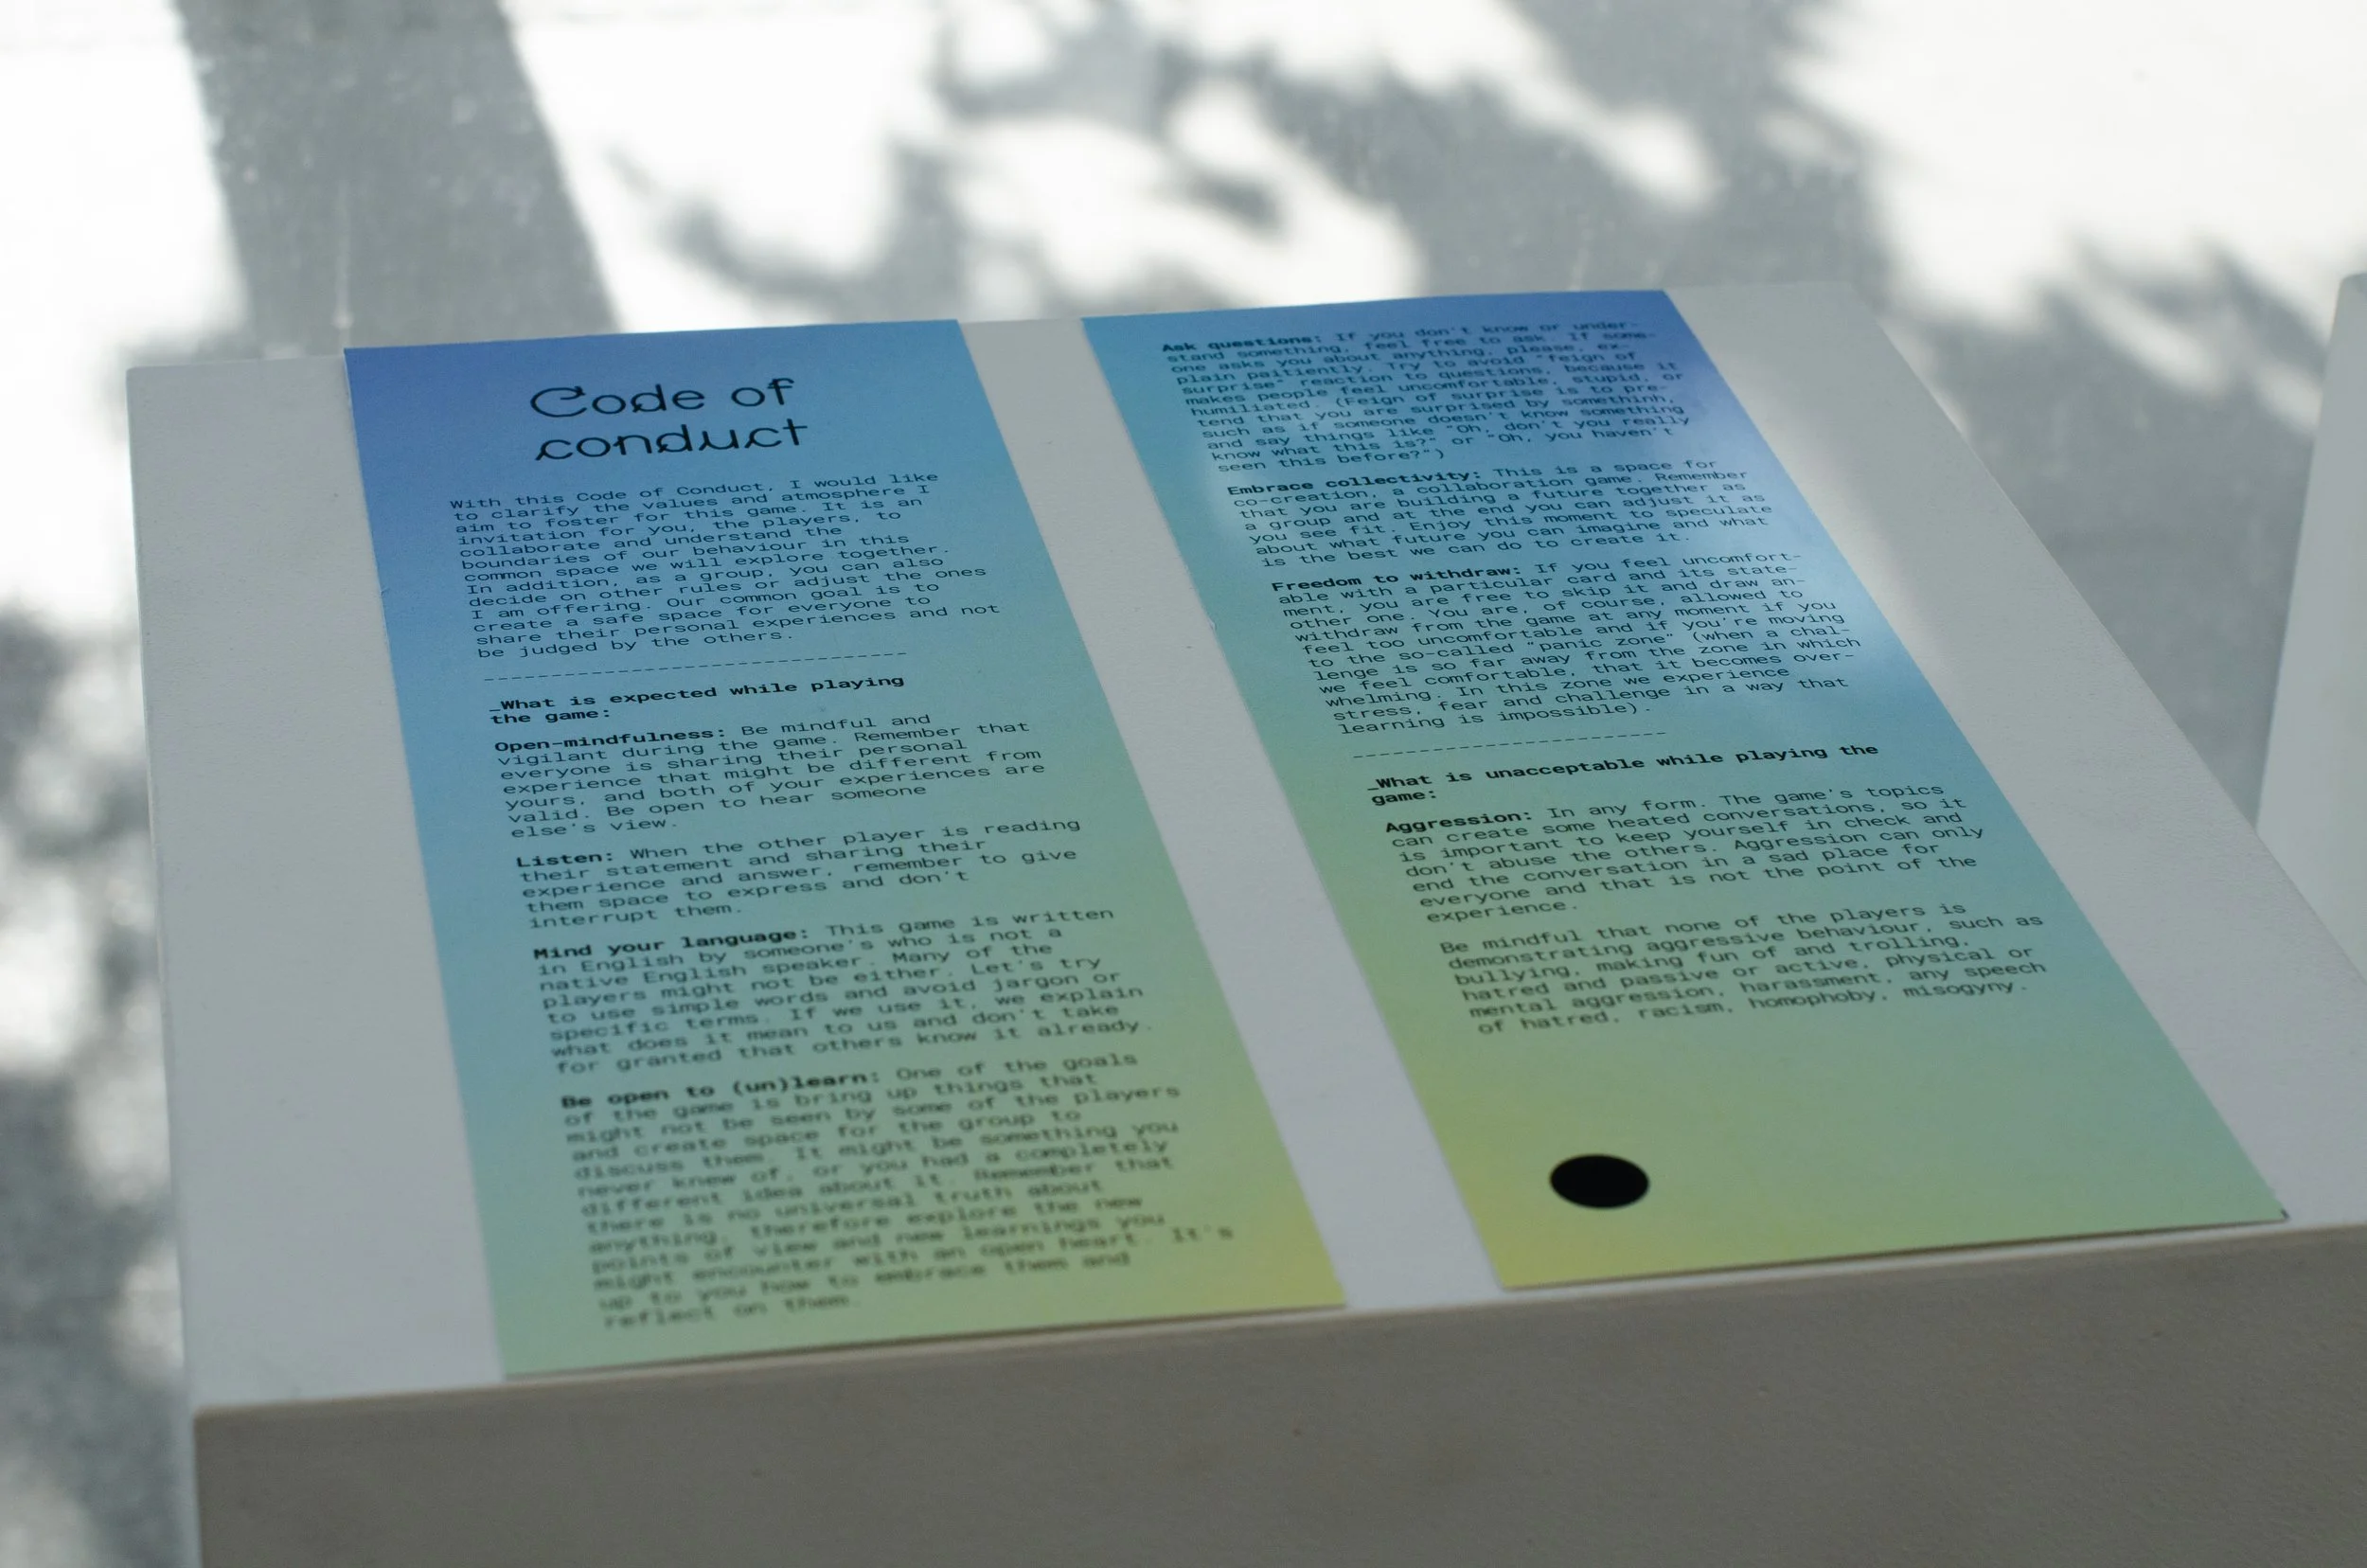 Code of
conduct
With this Code of Conduct, I would like
to clarify the values and atmosphere I
aim to foster for this game. It is an
invitation for you, the players, to
collaborate and understand the
boundaries of our behaviour in this
common space we will explore together.
In addition, as a group, you can also
decide on other rules or adjust the ones
I am offering. Our common goal is to
create a safe space for everyone to
share their personal experiences and not
be judged by the others.
_What is expected while playing
the game:
Open-mindfulness: Be mindful and
vigilant during the game. Remember that
everyone is sharing their personal
experience that might be different from
yours, and both of your experiences are
valid. Be open to hear someone
else's view.
Listen: When the other player is reading
their statement and sharing their
experience and answer, remember to give
them space to express and don't
interrupt them.
Mind your language: This game is written
in English by someone's who is not a
native English speaker. Many of the
players might not be either. Let's try
to use simple words and avoid jargon or
specific terms. If we use it, we explain
what does it mean to us and don't take
for granted that others know it already.
Be open to (un)learn: One of the goals
of the game is bring up things that
might not be seen by some of the players
and create space for the group to
discuss them. It might be something you
never knew of, or you had a completely
different idea about it. Remember that
there is no universal truth about
anything, therefore explore the new
points of view and new learnings you
might encounter with an open heart. It's
up to you how to embrace them and
reflect on them.
Ask questions: If you don't know or under-
stand something, feel free to ask. If some-
one asks you about anything, please, ex-
plain paitiently. Try to avoid "feign of
surprise" reaction to questions, because it
makes people feel uncomfortable, stupid, or
humiliated. (Feign of surprise is to pre-
tend that you are surprised by somethinh,
such as if someone doesn't know something
and say things like "Oh, don't you really
know what this is?" or "Oh, you haven't
seen this before?")
Embrace collectivity: This is a space for
co-creation, a collaboration game. Remember
that you are building a future together as
a group and at the end you can adjust it as
you see fit. Enjoy this moment to speculate
about what future you can imagine and what
is the best we can do to create it.
Freedom to withdraw: If you feel uncomfort-
able with a particular card and its state-
ment, you are free to skip it and draw an-
other one. You are, of course, allowed to
withdraw from the game at any moment if you
feel too uncomfortable and if you're moving
to the so-called "panic zone" (when a chal-
lenge is so far away from the zone in which
we feel comfortable, that it becomes over-
whelming. In this zone we experience
stress, fear and challenge in a way that
learning is impossible).
_What is unacceptable while playing the
game:
Aggression: In any form. The game's topics
can create some heated conversations, so it
is important to keep yourself in check and
don't abuse the others. Aggression can only
end the conversation in a sad place for
everyone and that is not the point of the
experience.
Be mindful that none of the players is
demonstrating aggressive behaviour, such as
bullying, making fun of and trolling,
hatred and passive or active, physical or
mental aggression, harassment, any speech
of hatred, racism, homophoby, misogyny.